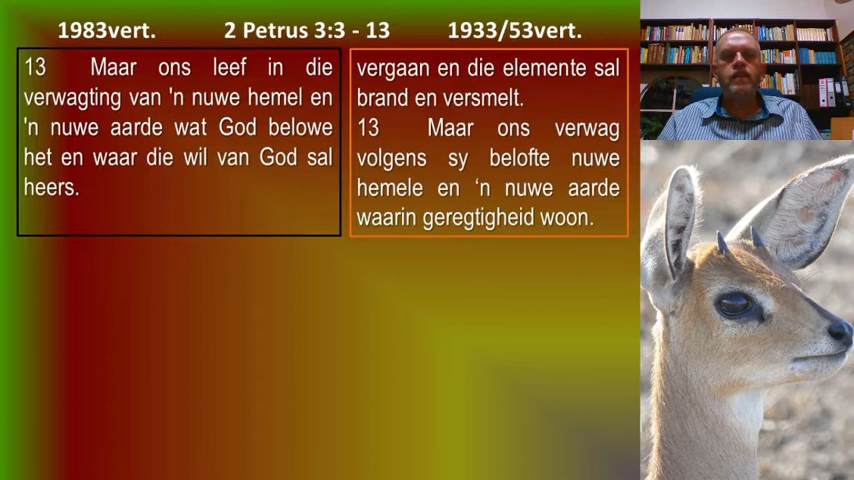 1983vert. 2 Petrus 3:3 - 13 1933/53vert.
13 Maar ons leef in die
verwagting van 'n nuwe hemel en
'n nuwe aarde wat God belowe
het en waar die wil van God sal
heers.
vergaan en die elemente sal
brand en versmelt.
13 Maar ons verwag
volgens sy belofte nuwe
hemele en ‘n nuwe aarde
waarin geregtigheid woon.